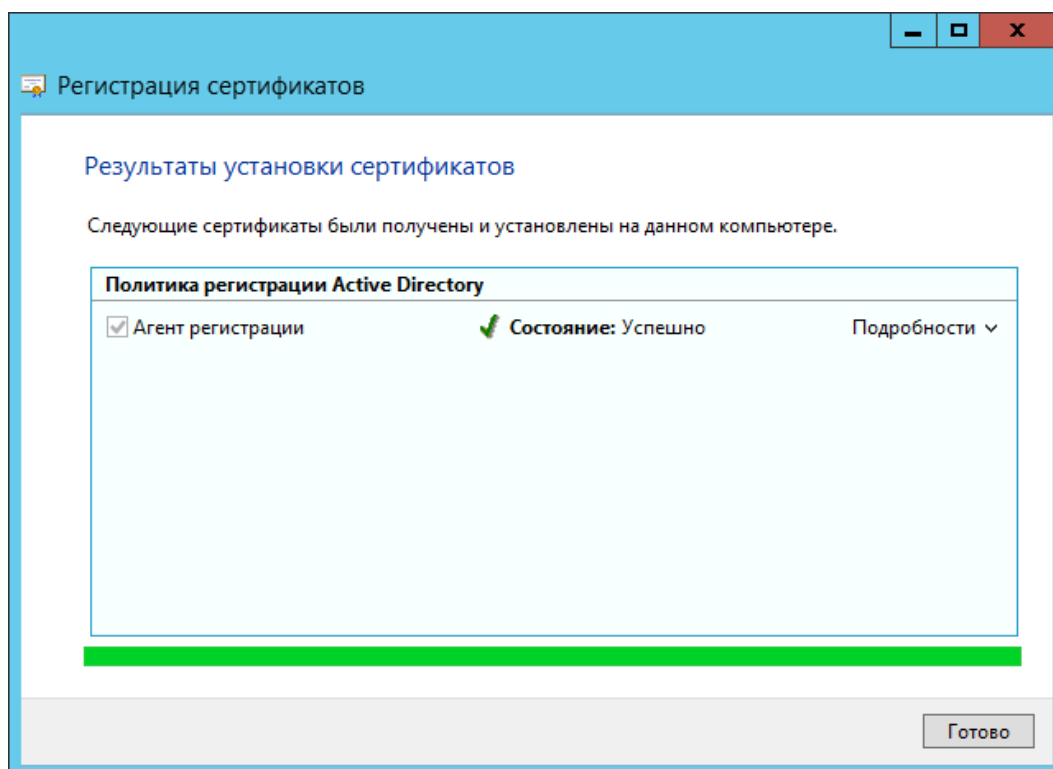 Регистрация сертификатов
Результаты установки сертификатов
Следующие сертификаты были получены и установлены на данном компьютере.
Политика регистрации Active Directory
Агент регистрации Состояние: Успешно Подробности
Готово